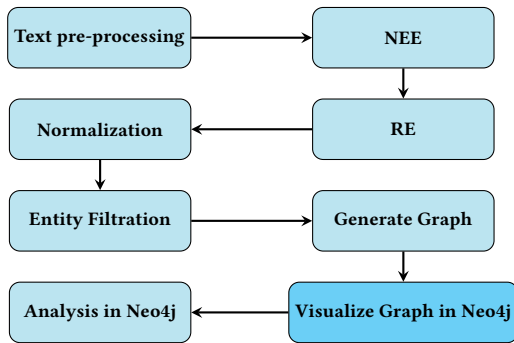 Text pre-processing
NEE
Normalization
RE
Entity Filtration
Generate Graph
Analysis in Neo4j
Visualize Graph in Neo4j